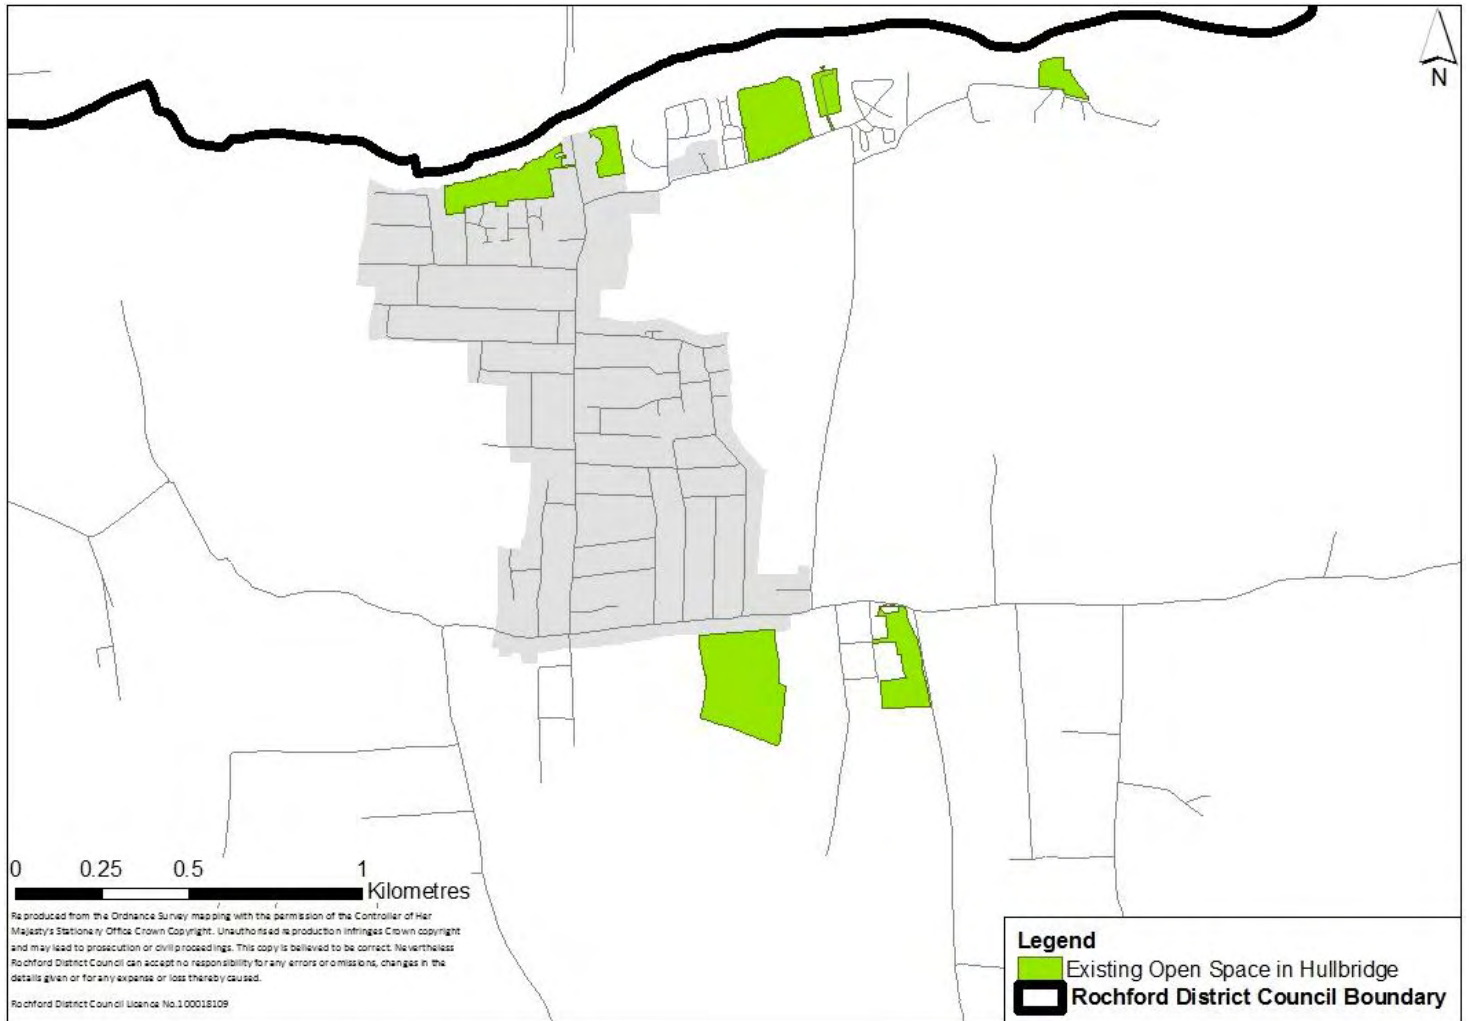 N
0 0.25 0.5 1
Kilometres
Reproduced from the Ordnance Survey mapping with the permission of the Controller of Her
Majesty's Stationery Office Crown Copyright. Unauthorised reproduction infringes Crown copyright
and may lead to prosecution or civil proceedings. This copy is believed to be correct. Nevertheless
Rochford District Council can accept no responsibility for any errors or omissions, changes in the
details given or for any expense or loss thereby caused.
Rochford District Council Licence No.100018109
Legend
Existing Open Space in Hullbridge
Rochford District Council Boundary